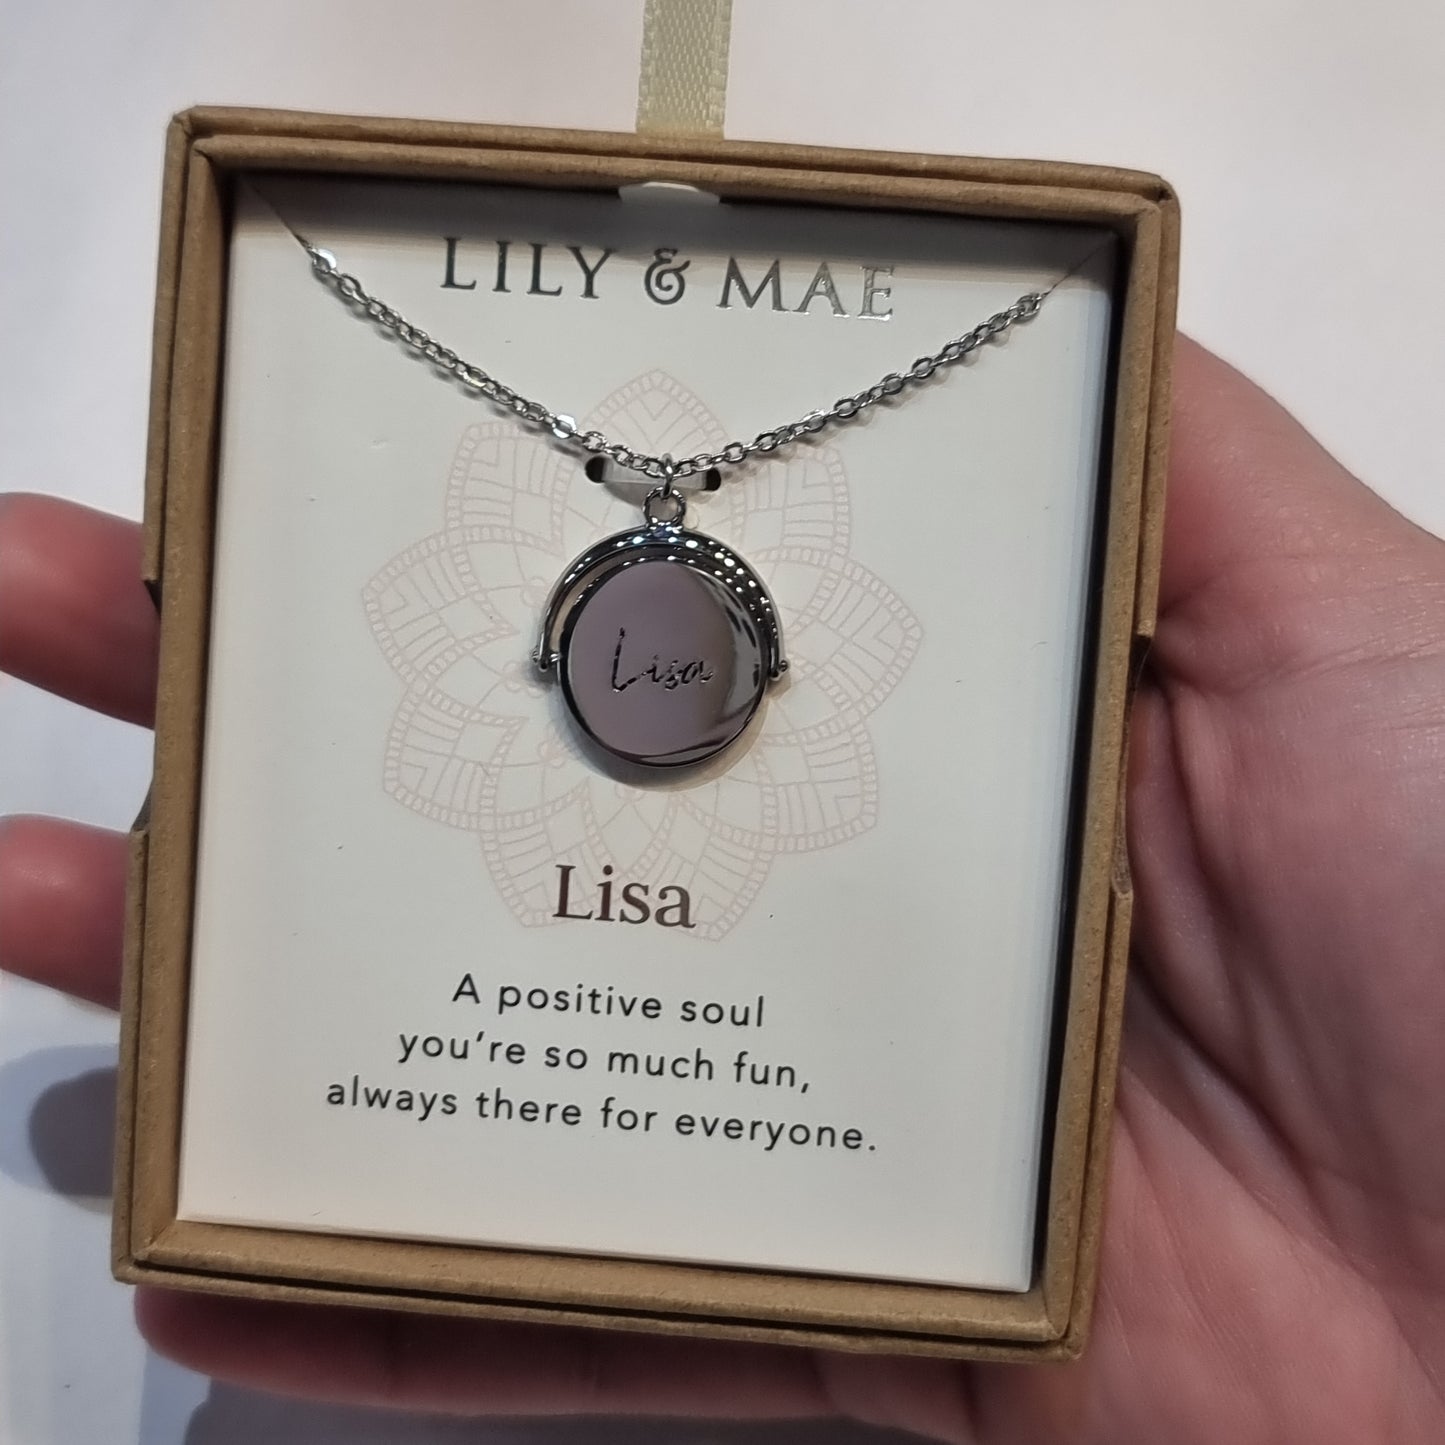 LILY & MAE
Lisa
Lisa
A positive soul
you're so much fun,
always there for everyone.